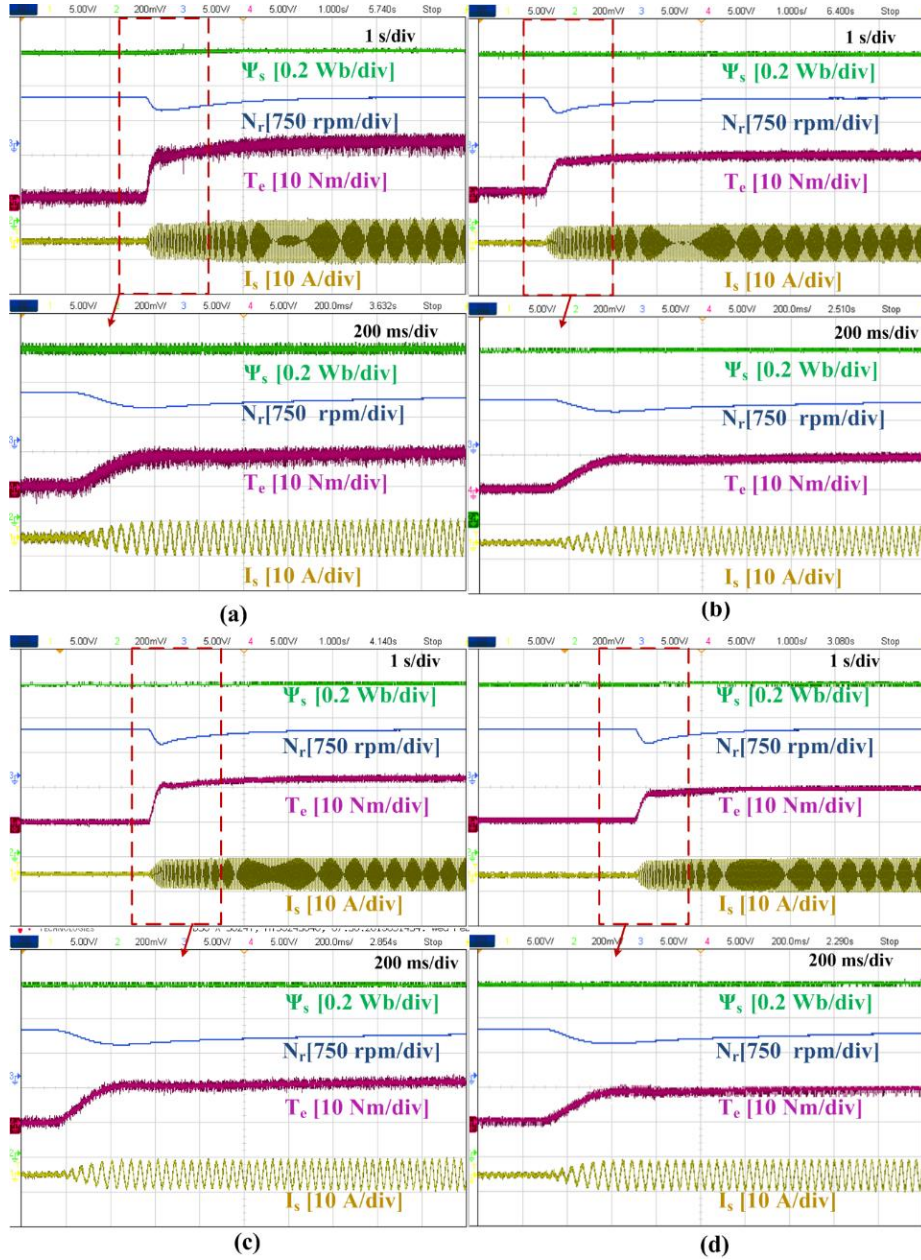 5.00V/ 2 200mV/ 3 5.00V/ 4 5.00V/ 1.000s/ 5.740s Stop
1 s/div
Ψs [0.2 Wb/div]
Nr[750 rpm/div]
Te [10 Nm/div]
Is [10 A/div]
5.00V/ 2 200mV/ 3 5.00V/ 4 5.00V/ 200.0ms/ 3.632s Stop
200 ms/div
Ψs [0.2 Wb/div]
Nr[750 rpm/div]
Te [10 Nm/div]
Is [10 A/div]
(a)
1 5.00V/ 2 200mV/ 3 5.00V/ 4 5.00V/ 1.000s/ 6.400s Stop
1 s/div
Ψs [0.2 Wb/div]
Nr[750 rpm/div]
Te [10 Nm/div]
Is [10 A/div]
1 5.00V/ 2 200mV/ 3 5.00V/ 4 5.00V/ 200.0ms/ 2.510s Stop
200 ms/div
Ψs [0.2 Wb/div]
Nr[750 rpm/div]
Te [10 Nm/div]
Is [10 A/div]
(b)
1 5.00V/ 2 200mV/ 3 5.00V/ 4 5.00V/ 1.000s/ 4.140s Stop
1 s/div
Ψs [0.2 Wb/div]
Nr[750 rpm/div]
Te [10 Nm/div]
Is [10 A/div]
TECHNOLOGIES
1 5.00V/ 2 200mV/ 3 5.00V/ 4 5.00V/ 200.0ms/ 2.054s Stop
200 ms/div
Ψs [0.2 Wb/div]
Nr[750 rpm/div]
Te [10 Nm/div]
Is [10 A/div]
(c)
1 5.00V/ 2 200mV/ 3 5.00V/ 4 5.00V/ 1.000s/ 3.080s Stop
1 s/div
Ψs [0.2 Wb/div]
Nr[750 rpm/div]
Te [10 Nm/div]
Is [10 A/div]
1 5.00V/ 2 200mV/ 3 5.00V/ 4 5.00V/ 200.0ms/ 2.290s Stop
200 ms/div
Ψs [0.2 Wb/div]
Nr[750 rpm/div]
Te [10 Nm/div]
Is [10 A/div]
(d)